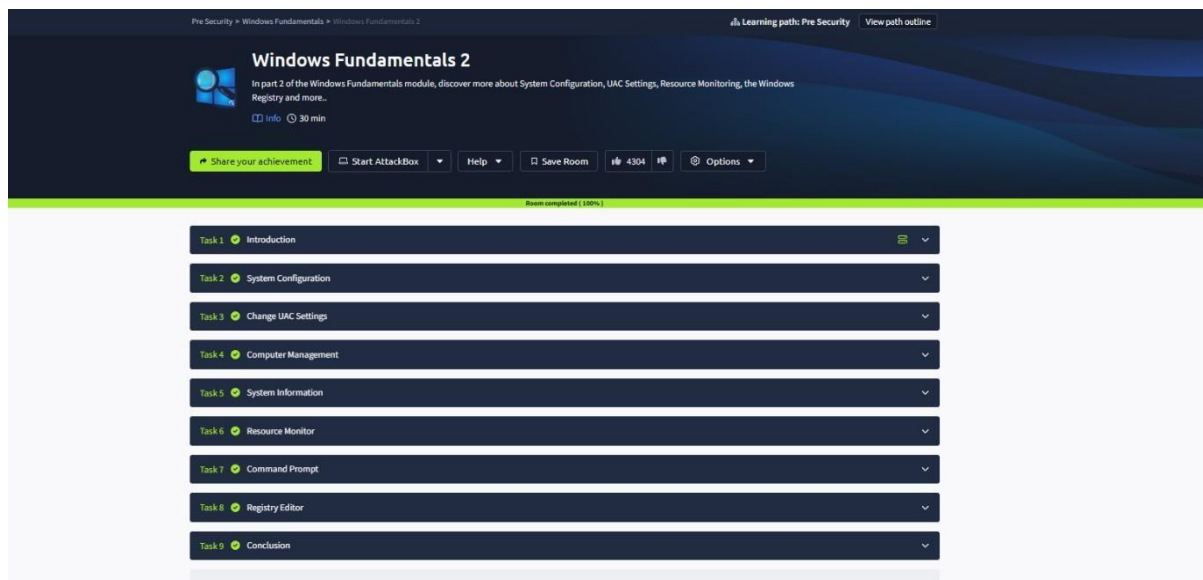 Pre Security > Windows Fundamentals > Windows Fundamentals 2
Learning path: Pre Security View path outline
Windows Fundamentals 2
In part 2 of the Windows Fundamentals module, discover more about System Configuration, UAC Settings, Resource Monitoring, the Windows
Registry and more..
Info 30 min
Share your achievement Start AttackBox Help Save Room 4304 Options
Room completed ( 100% )
Task 1 Introduction
Task 2 System Configuration
Task 3 Change UAC Settings
Task 4 Computer Management
Task 5 System Information
Task 6 Resource Monitor
Task 7 Command Prompt
Task 8 Registry Editor
Task 9 Conclusion